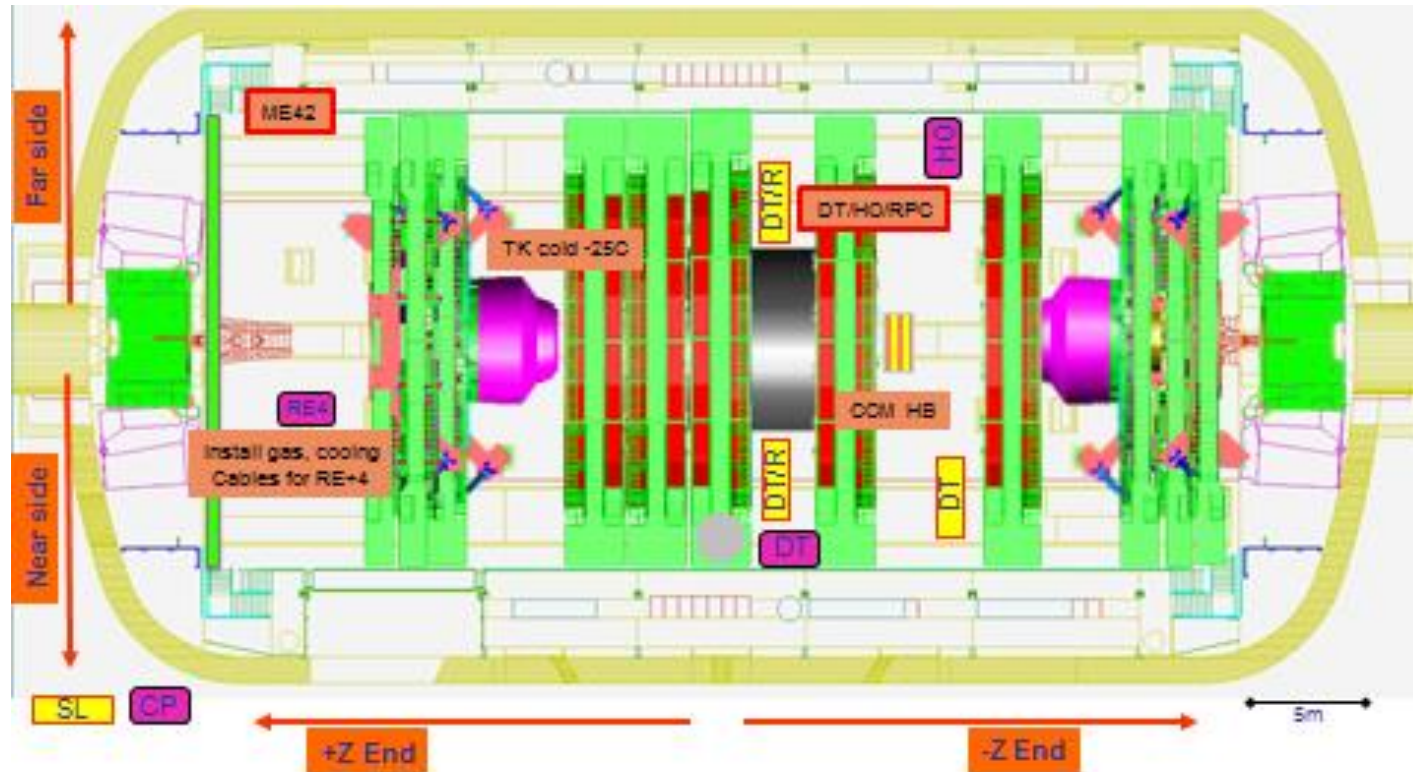 Far side
ME42
HO
DT/R
DT/HO/RPC
TK cold -25C
RE4
CCM HB
Install gas, cooling
Cables for RE+4
DT/R
DT
DT
Near side
SL
CP
5m
+Z End
-Z End